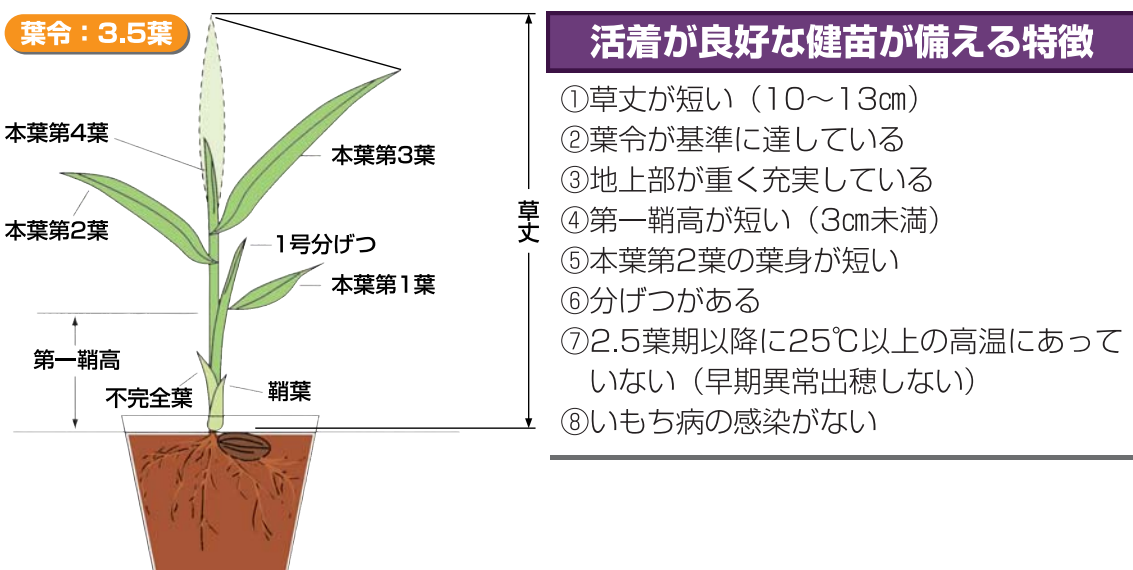 葉令：3.5葉
本葉第4葉
本葉第3葉
本葉第2葉
1号分げつ
本葉第1葉
草丈
第一鞘高
不完全葉
鞘葉
活着が良好な健苗が備える特徴
①草丈が短い（10〜13㎝）
②葉令が基準に達している
③地上部が重く充実している
④第一鞘高が短い（3㎝未満）
⑤本葉第2葉の葉身が短い
⑥分げつがある
⑦2.5葉期以降に25℃以上の高温にあって
いない（早期異常出穂しない）
⑧いもち病の感染がない